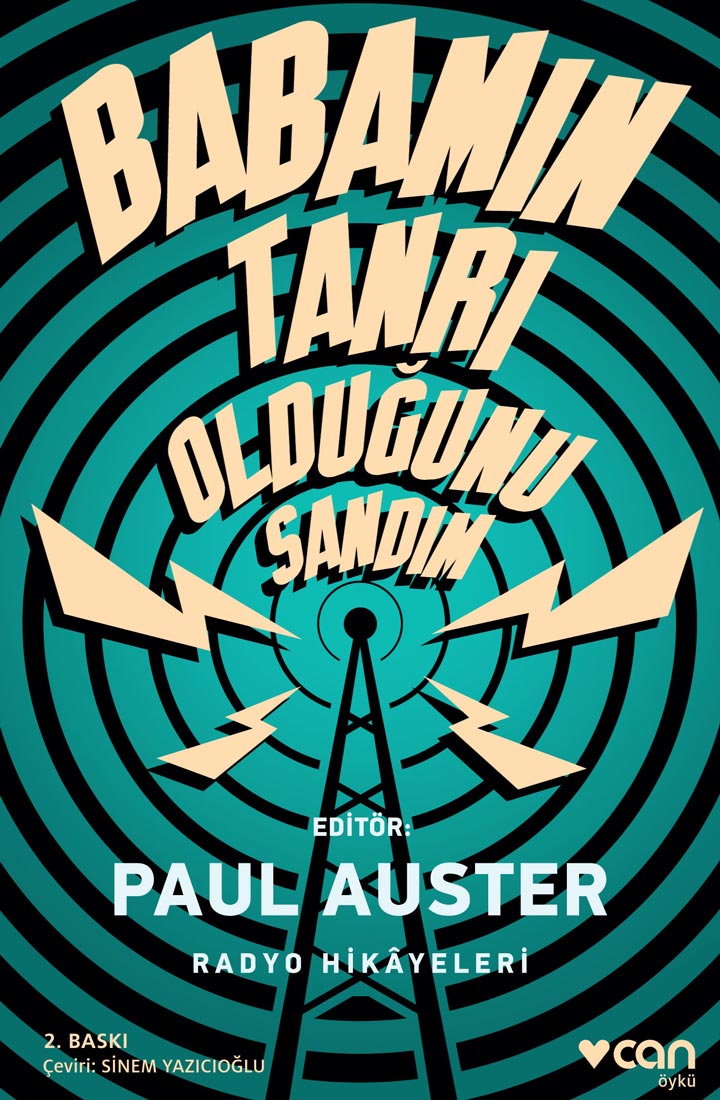 BABAMIN
TANRI
OLDUĞUNU
SANDIM
EDİTÖR:
PAUL AUSTER
RADYO HİKÂYELERİ
2. BASKI
Çeviri: SİNEM YAZICIOĞLU
can
öykü